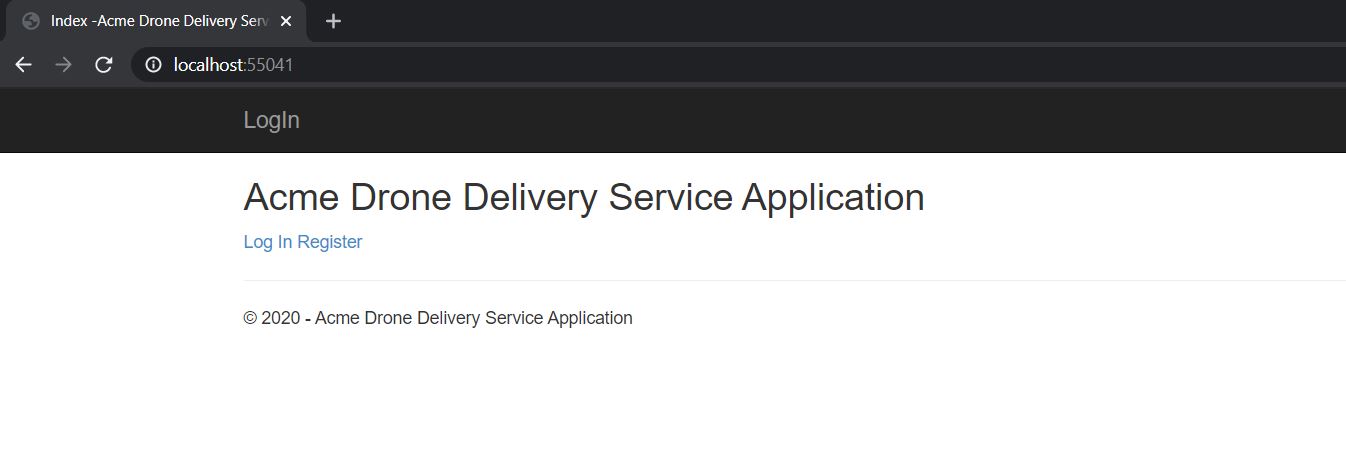 Index -Acme Drone Delivery Serv
localhost:55041
LogIn
Acme Drone Delivery Service Application
Log In Register
© 2020 - Acme Drone Delivery Service Application